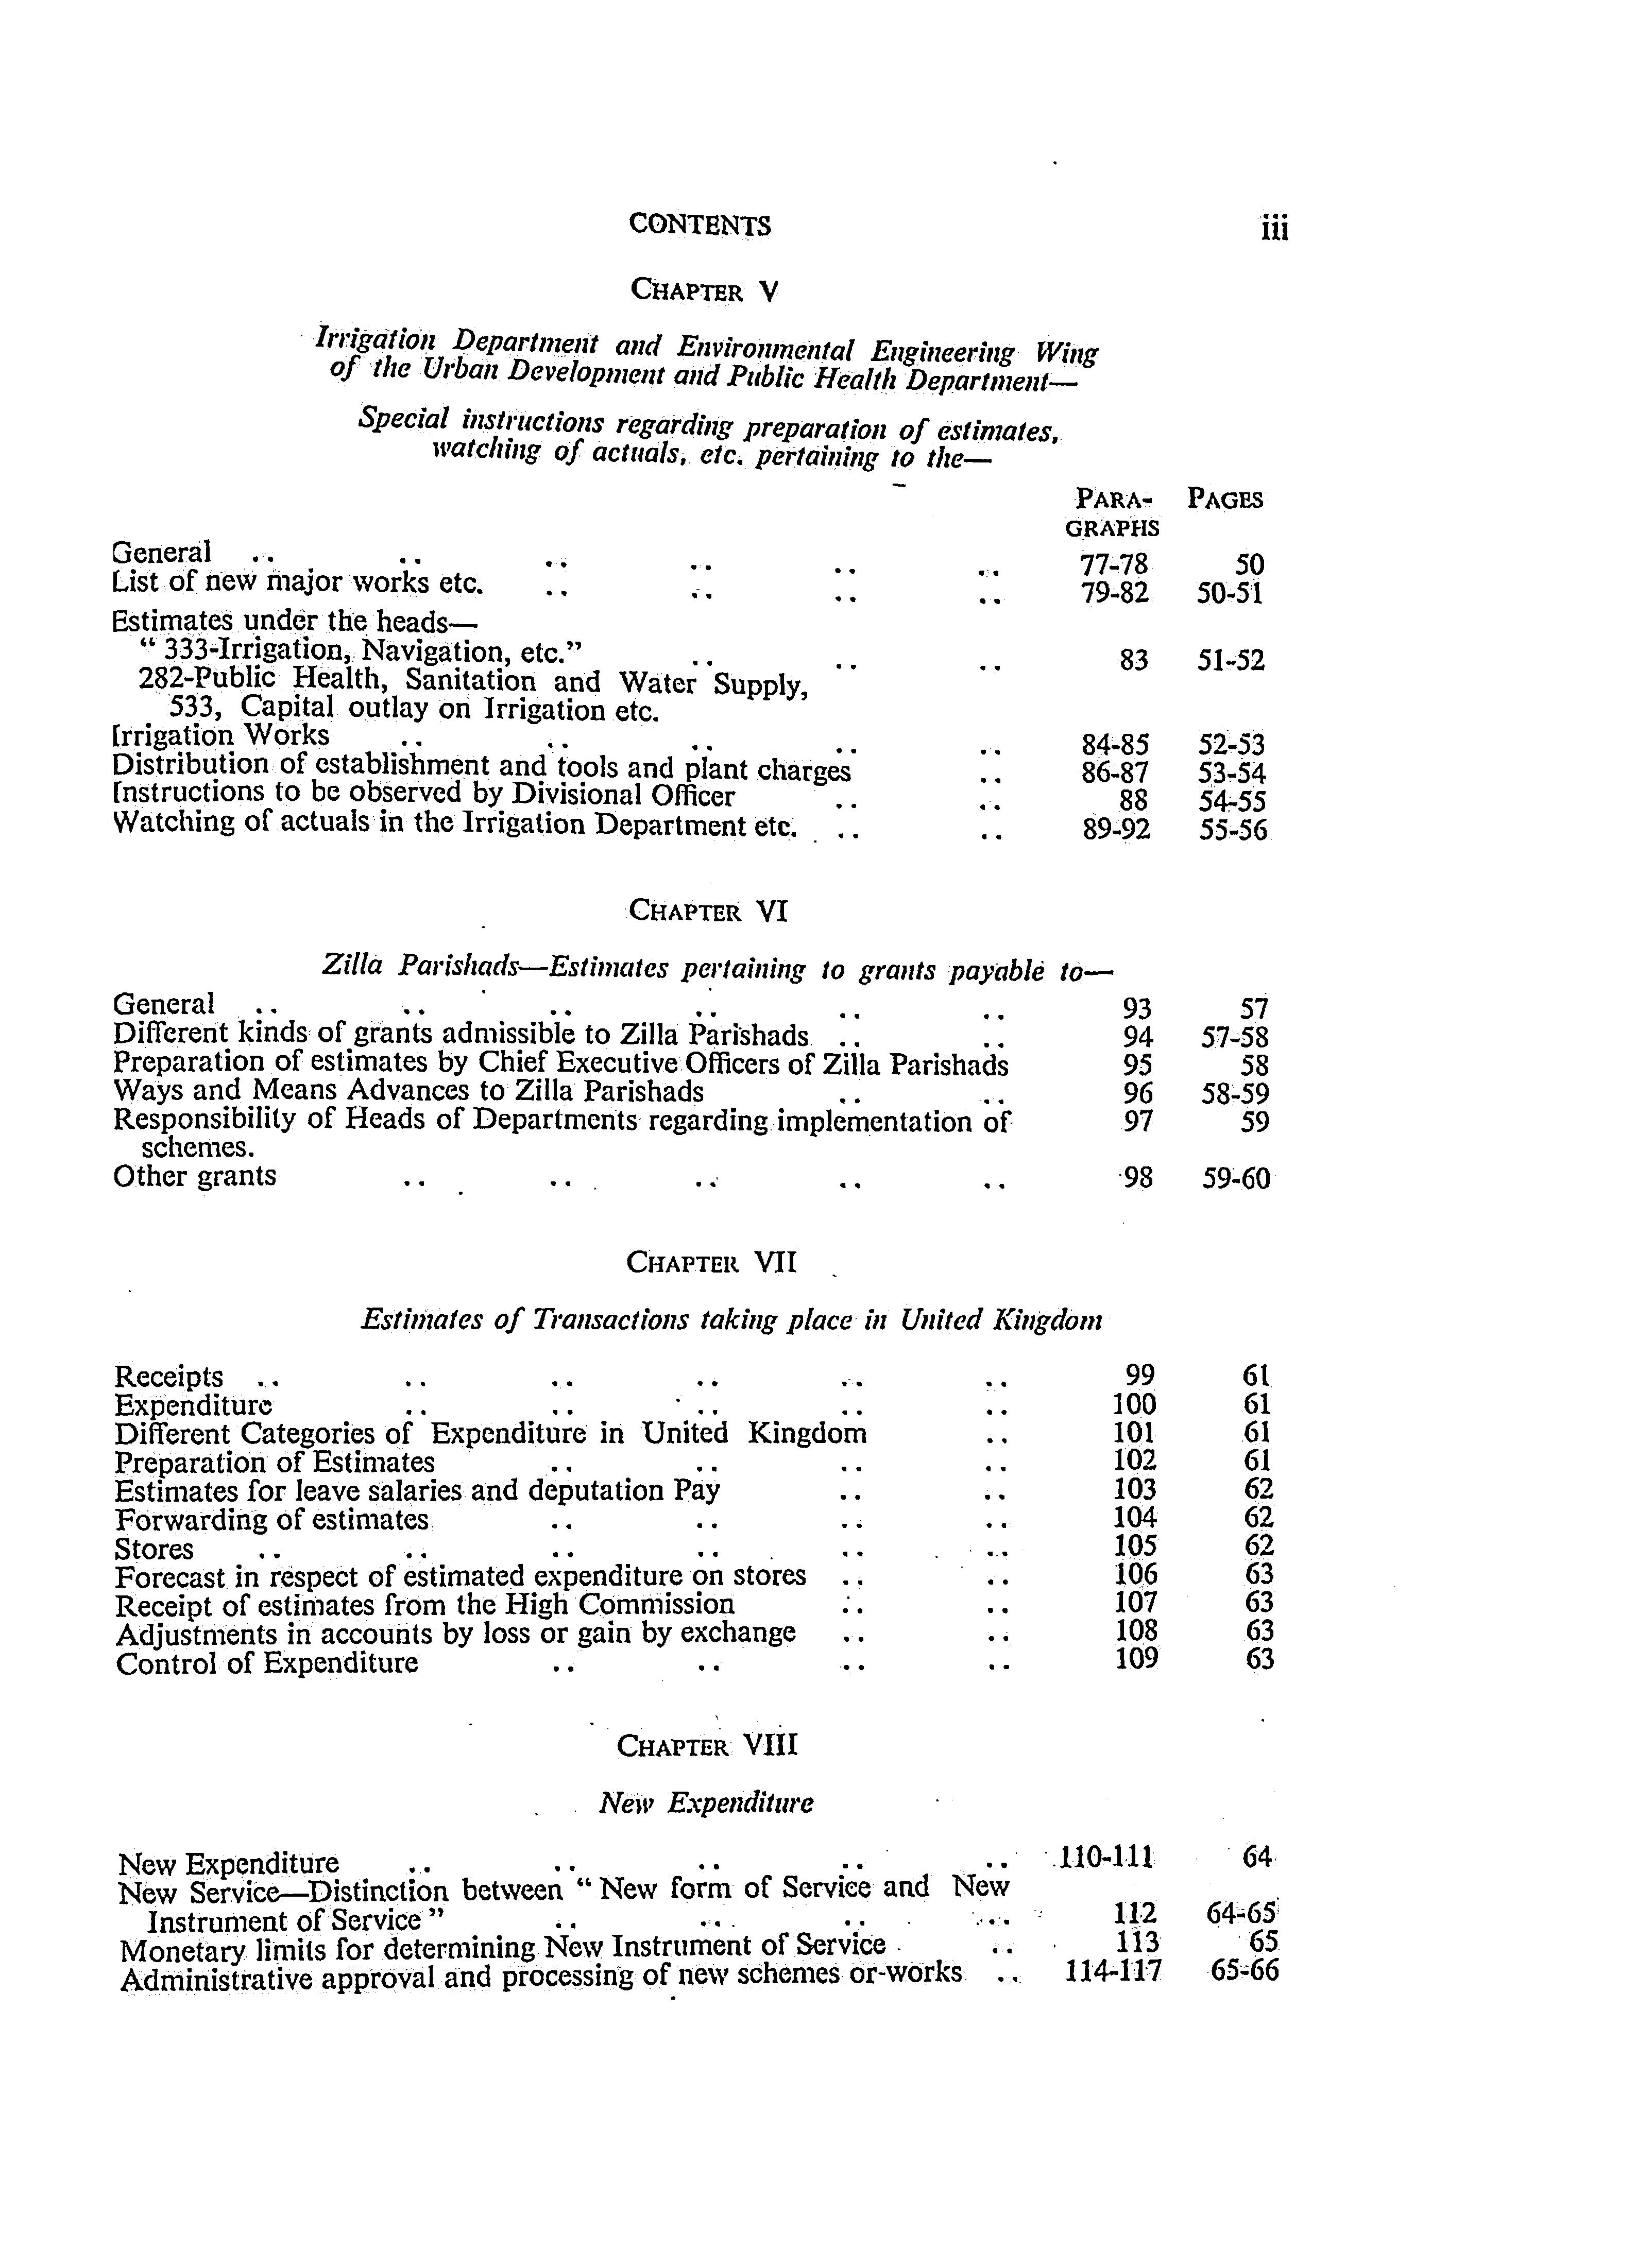 CONTENTS iii
CHAPTER V
Irrigation Department and Environmental Engineering Wing
of the Urban Development and Public Health Department—
Special instructions regarding preparation of estimates,
watching of actuals, etc. pertaining to the—
PARA- PAGES
GRAPHS
General .. .. .. .. .. .. 77-78 50
List of new major works etc. .. .. .. .. 79-82 50-51
Estimates under the heads—
“ 333-Irrigation, Navigation, etc.” .. .. .. 83 51-52
282-Public Health, Sanitation and Water Supply,
533, Capital outlay on Irrigation etc.
Irrigation Works .. .. .. .. .. 84-85 52-53
Distribution of establishment and tools and plant charges .. 86-87 53-54
Instructions to be observed by Divisional Officer .. .. 88 54-55
Watching of actuals in the Irrigation Department etc. .. .. 89-92 55-56
CHAPTER VI
Zilla Parishads—Estimates pertaining to grants payable to—
General .. .. .. .. .. .. 93 57
Different kinds of grants admissible to Zilla Parishads .. .. 94 57-58
Preparation of estimates by Chief Executive Officers of Zilla Parishads 95 58
Ways and Means Advances to Zilla Parishads .. .. 96 58-59
Responsibility of Heads of Departments regarding implementation of 97 59
schemes.
Other grants .. .. .. .. .. 98 59-60
CHAPTER VII
Estimates of Transactions taking place in United Kingdom
Receipts .. .. .. .. .. .. 99 61
Expenditure .. .. .. .. .. 100 61
Different Categories of Expenditure in United Kingdom .. 101 61
Preparation of Estimates .. .. .. .. 102 61
Estimates for leave salaries and deputation Pay .. .. 103 62
Forwarding of estimates .. .. .. .. 104 62
Stores .. .. .. .. .. .. 105 62
Forecast in respect of estimated expenditure on stores .. .. 106 63
Receipt of estimates from the High Commission .. .. 107 63
Adjustments in accounts by loss or gain by exchange .. .. 108 63
Control of Expenditure .. .. .. .. 109 63
CHAPTER VIII
New Expenditure
New Expenditure .. .. .. .. .. 110-111 64
New Service—Distinction between “ New form of Service and New
Instrument of Service ” .. .. .. .. 112 64-65
Monetary limits for determining New Instrument of Service .. 113 65
Administrative approval and processing of new schemes or-works .. 114-117 65-66